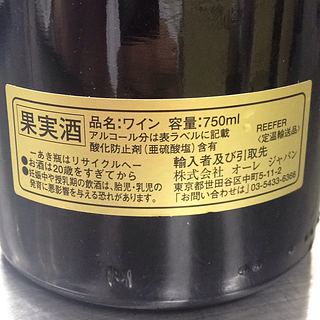 果実酒
品名:ワイン 容量:750ml
アルコール分は表ラベルに記載
酸化防止剤(亜硫酸塩)含有
REEFER
<定温輸送品>
―あき瓶はリサイクルへ―
●お酒は20歳をすぎてから
●妊娠中や授乳期の飲酒は、胎児・乳児の
発育に悪影響を与える恐れがあります。
輸入者及び引取先
株式会社 オーレ ジャパン
東京都世田谷区中町5-11-2
「お問い合わせは」 03-5433-6366